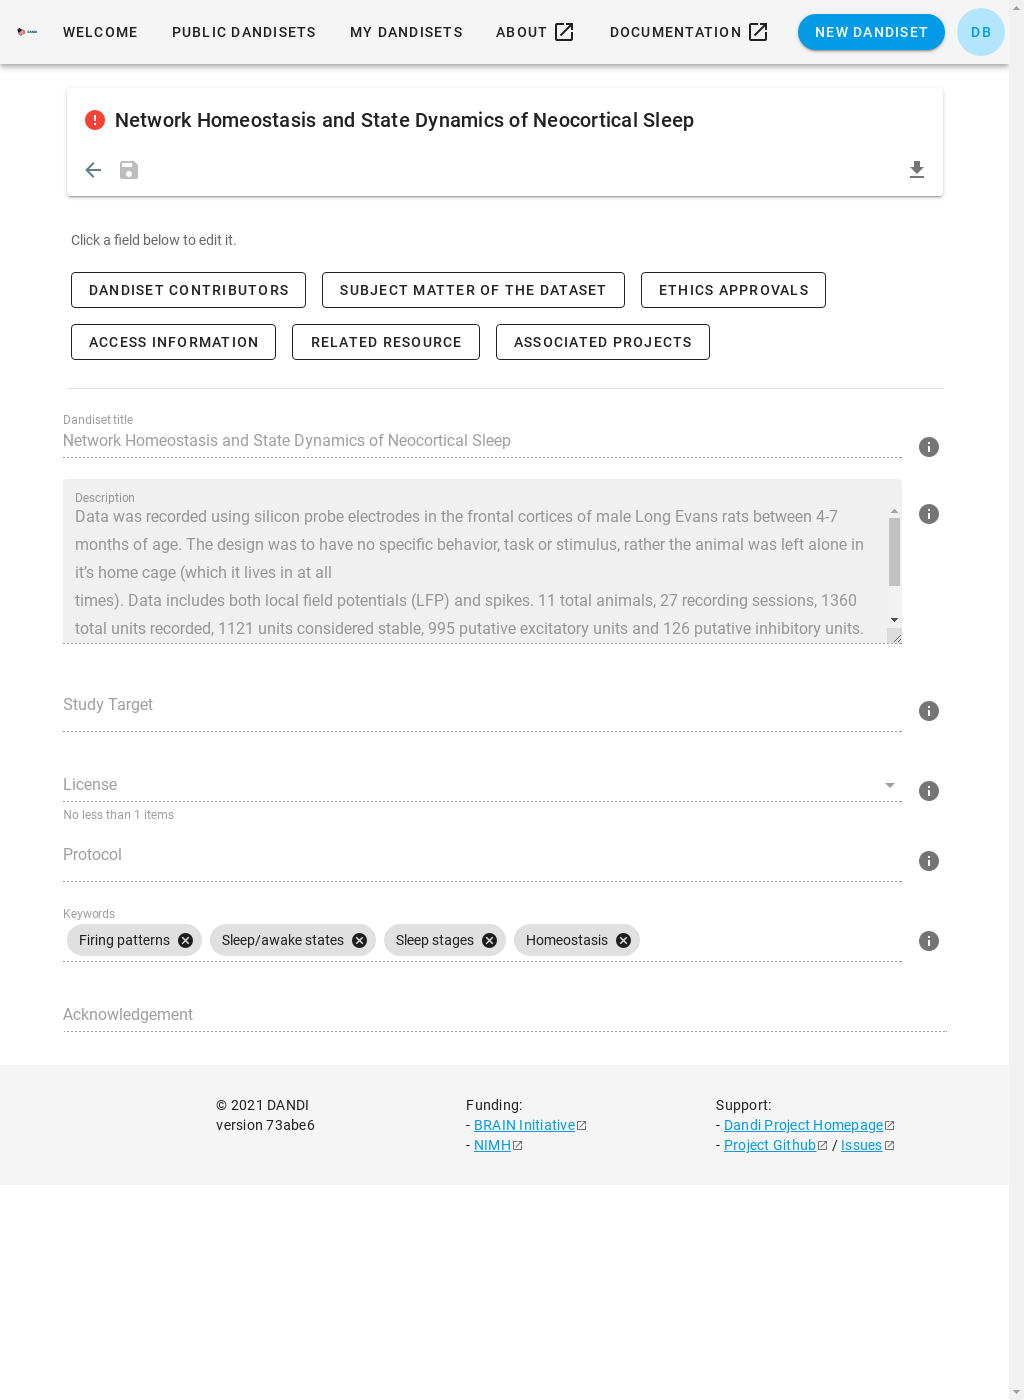 DANDI
WELCOME PUBLIC DANDISETS MY DANDISETS ABOUT DOCUMENTATION NEW DANDISET DB
Network Homeostasis and State Dynamics of Neocortical Sleep
Click a field below to edit it.
DANDISET CONTRIBUTORS SUBJECT MATTER OF THE DATASET ETHICS APPROVALS
ACCESS INFORMATION RELATED RESOURCE ASSOCIATED PROJECTS
Dandiset title
Network Homeostasis and State Dynamics of Neocortical Sleep
Description
Data was recorded using silicon probe electrodes in the frontal cortices of male Long Evans rats between 4-7
months of age. The design was to have no specific behavior, task or stimulus, rather the animal was left alone in
it’s home cage (which it lives in at all
times). Data includes both local field potentials (LFP) and spikes. 11 total animals, 27 recording sessions, 1360
total units recorded, 1121 units considered stable, 995 putative excitatory units and 126 putative inhibitory units.
Study Target
License
No less than 1 items
Protocol
Keywords
Firing patterns Sleep/awake states Sleep stages Homeostasis
Acknowledgement
© 2021 DANDI
version 73abe6
Funding:
- BRAIN Initiative
- NIMH
Support:
- Dandi Project Homepage
- Project Github / Issues